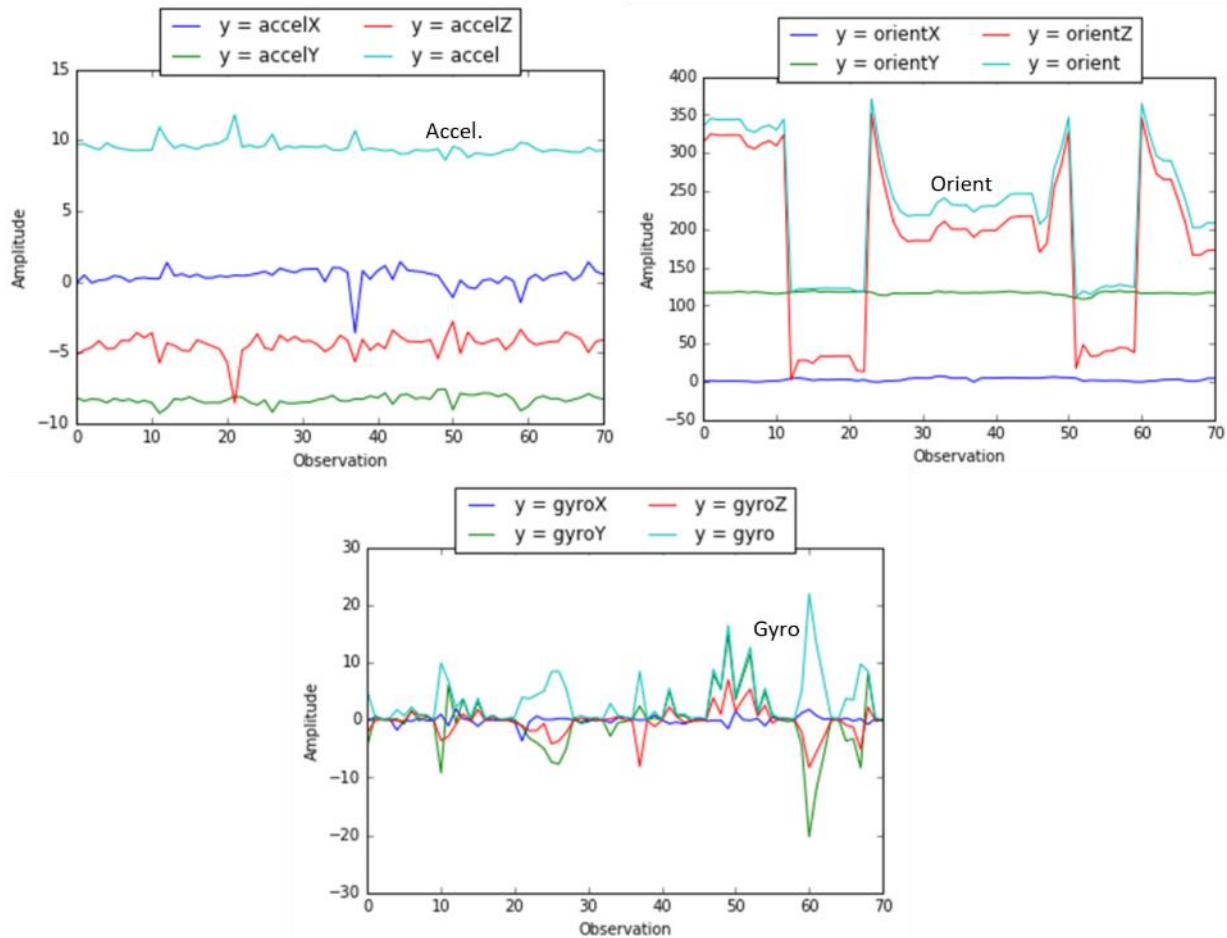 y = accelX y = accelZ
y = accelY y = accel
15
10
5
0
−5
−10
Amplitude
Accel.
0 10 20 30 40 50 60 70
Observation
y = orientX y = orientZ
y = orientY y = orient
400
350
300
250
200
150
100
50
0
−50
Amplitude
Orient
0 10 20 30 40 50 60 70
Observation
y = gyroX y = gyroZ
y = gyroY y = gyro
30
20
10
0
−10
−20
−30
Amplitude
Gyro
0 10 20 30 40 50 60 70
Observation